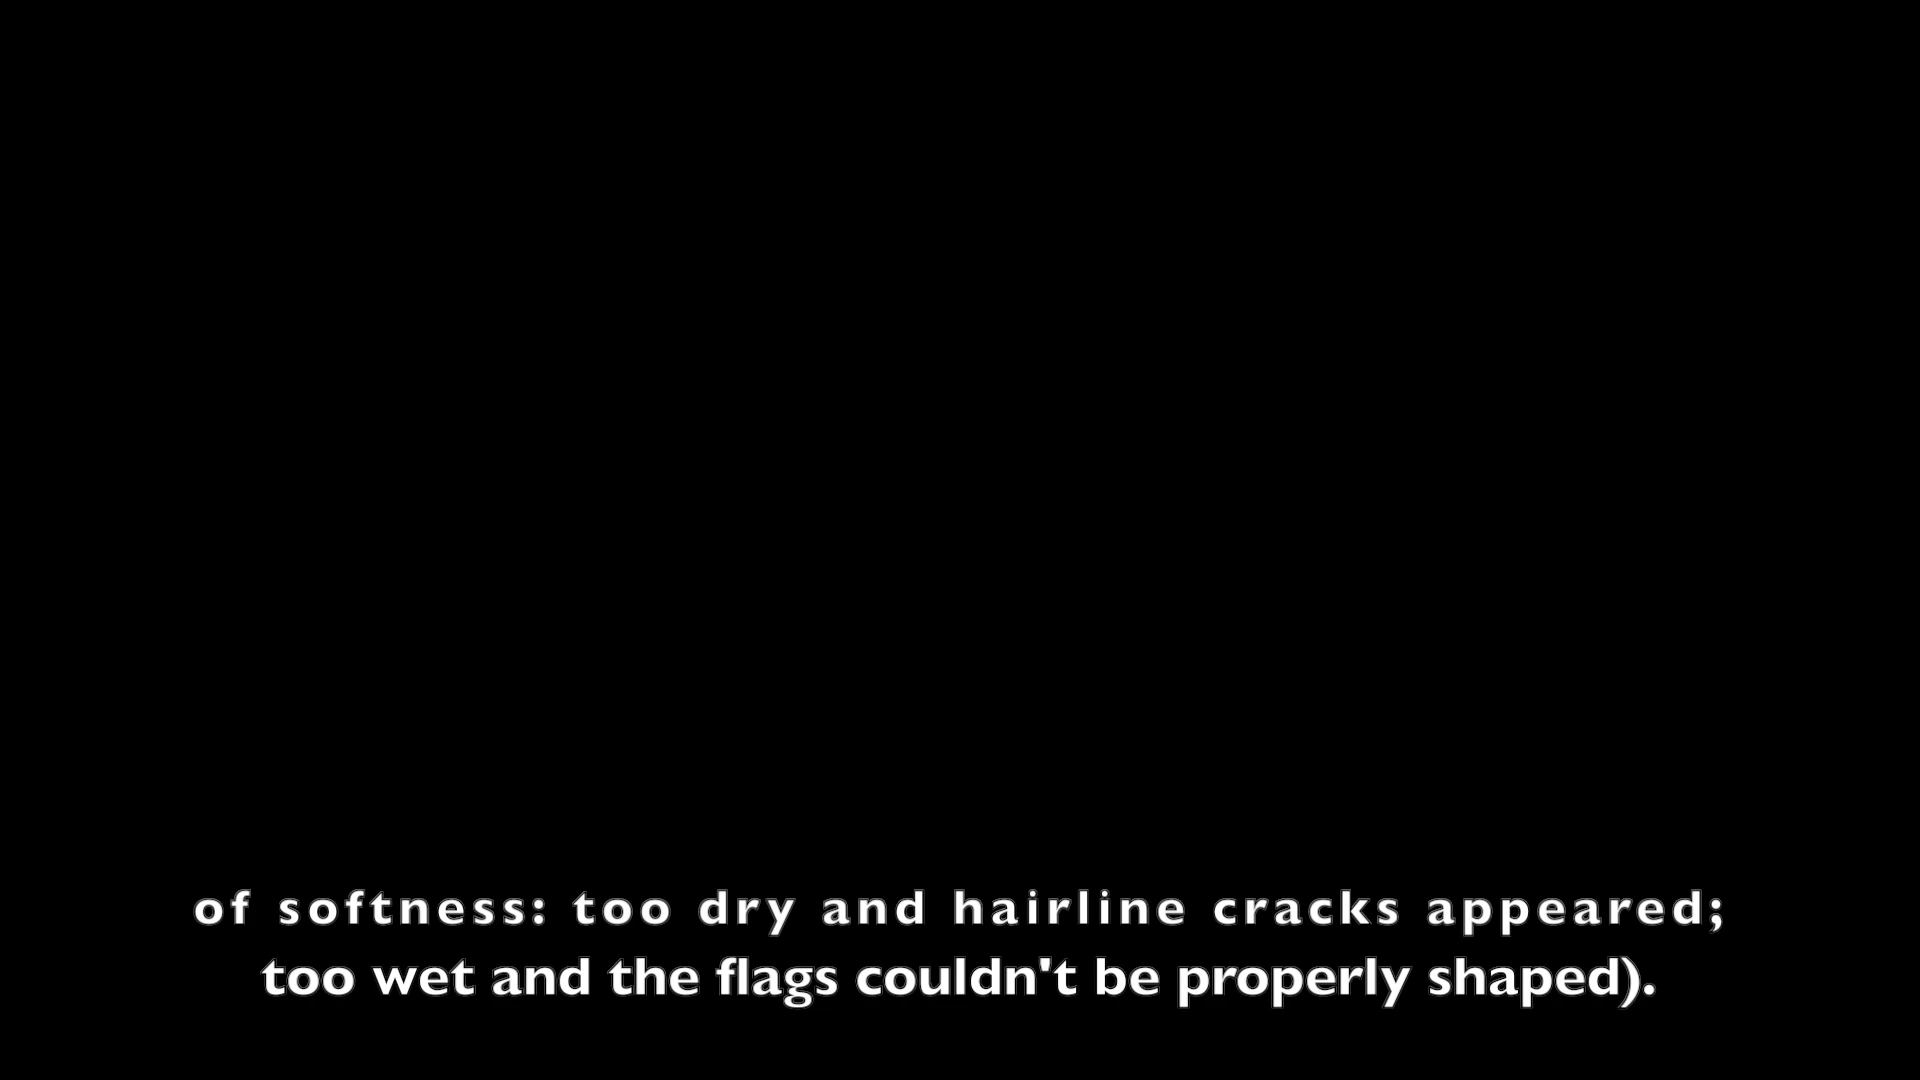 of softness: too dry and hairline cracks appeared;
too wet and the flags couldn't be properly shaped).